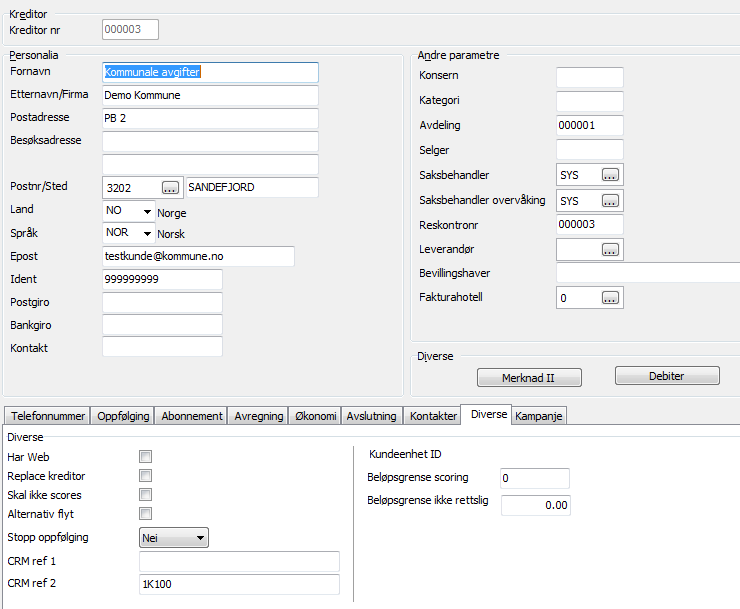 Kreditor
Kreditor nr 000003
Personalia
Fornavn Kommunale avgifter
Etternavn/Firma Demo Kommune
Postadresse PB 2
Besøksadresse
Postnr/Sted 3202 ... SANDEFJORD
Land NO Norge
Språk NOR Norsk
Epost testkunde@kommune.no
Ident 999999999
Postgiro
Bankgiro
Kontakt
Andre parametre
Konsern
Kategori
Avdeling 000001
Selger
Saksbehandler SYS ...
Saksbehandler overvåking SYS ...
Reskontronr 000003
Leverandør ...
Bevillingshaver
Fakturahotell 0 ...
Diverse
Merknad II Debiter
Telefonnummer Oppfølging Abonnement Avregning Økonomi Avslutning Kontakter Diverse Kampanje
Diverse
Har Web
Replace kreditor
Skal ikke scores
Alternativ flyt
Stopp oppfølging Nei
CRM ref 1
CRM ref 2 1K100
Kundeenhet ID
Beløpsgrense scoring 0
Beløpsgrense ikke rettslig 0.00